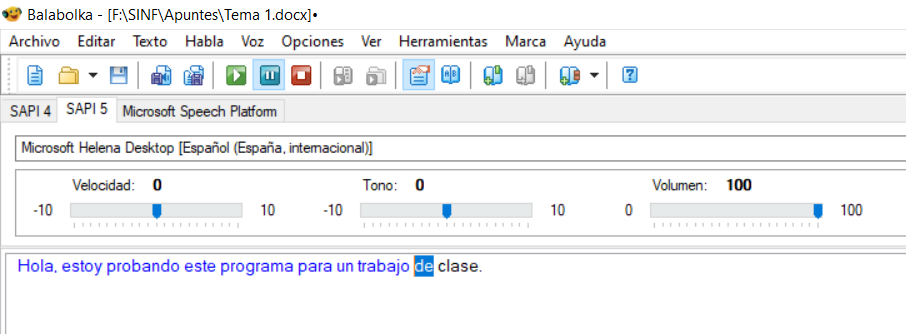 Balabolka - [F:\SINF\Apuntes\Tema 1.docx]•
Archivo Editar Texto Habla Voz Opciones Ver Herramientas Marca Ayuda
SAPI 4 SAPI 5 Microsoft Speech Platform
Microsoft Helena Desktop [Español (España, internacional)]
Velocidad: 0 Tono: 0 Volumen: 100
-10 10 -10 10 0 100
Hola, estoy probando este programa para un trabajo de clase.